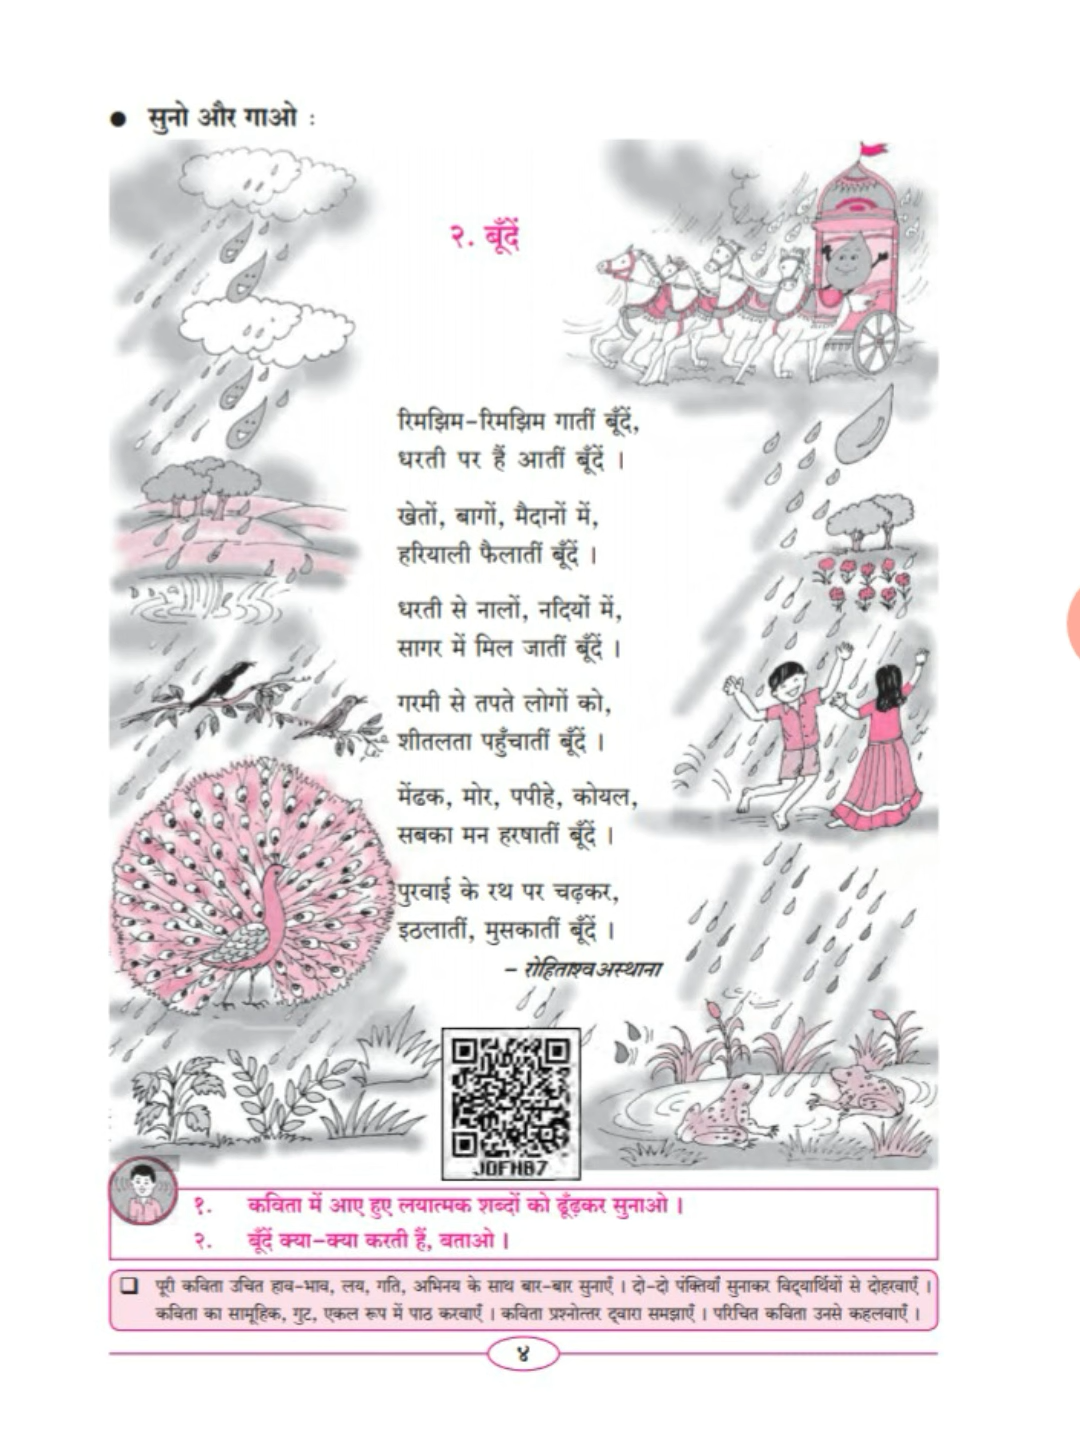 ● सुनो और गाओ :
२. बूँदें
रिमझिम-रिमझिम गातीं बूँदें,
धरती पर हैं आतीं बूँदें ।
खेतों, बागों, मैदानों में,
हरियाली फैलातीं बूँदें ।
धरती से नालों, नदियों में,
सागर में मिल जातीं बूँदें ।
गरमी से तपते लोगों को,
शीतलता पहुँचातीं बूँदें ।
मेंढक, मोर, पपीहे, कोयल,
सबका मन हरषातीं बूँदें ।
पुरवाई के रथ पर चढ़कर,
इठलातीं, मुसकातीं बूँदें ।
– रोहिताश्व अस्थाना
JDFHB7
१. कविता में आए हुए लयात्मक शब्दों को ढूँढ़कर सुनाओ ।
२. बूँदें क्या-क्या करती हैं, बताओ ।
❑ पूरी कविता उचित हाव-भाव, लय, गति, अभिनय के साथ बार-बार सुनाएँ । दो-दो पंक्तियाँ सुनाकर विद्यार्थियों से दोहरवाएँ ।
कविता का सामूहिक, गुट, एकल रूप में पाठ करवाएँ । कविता प्रश्नोत्तर द्वारा समझाएँ । परिचित कविता उनसे कहलवाएँ ।
४